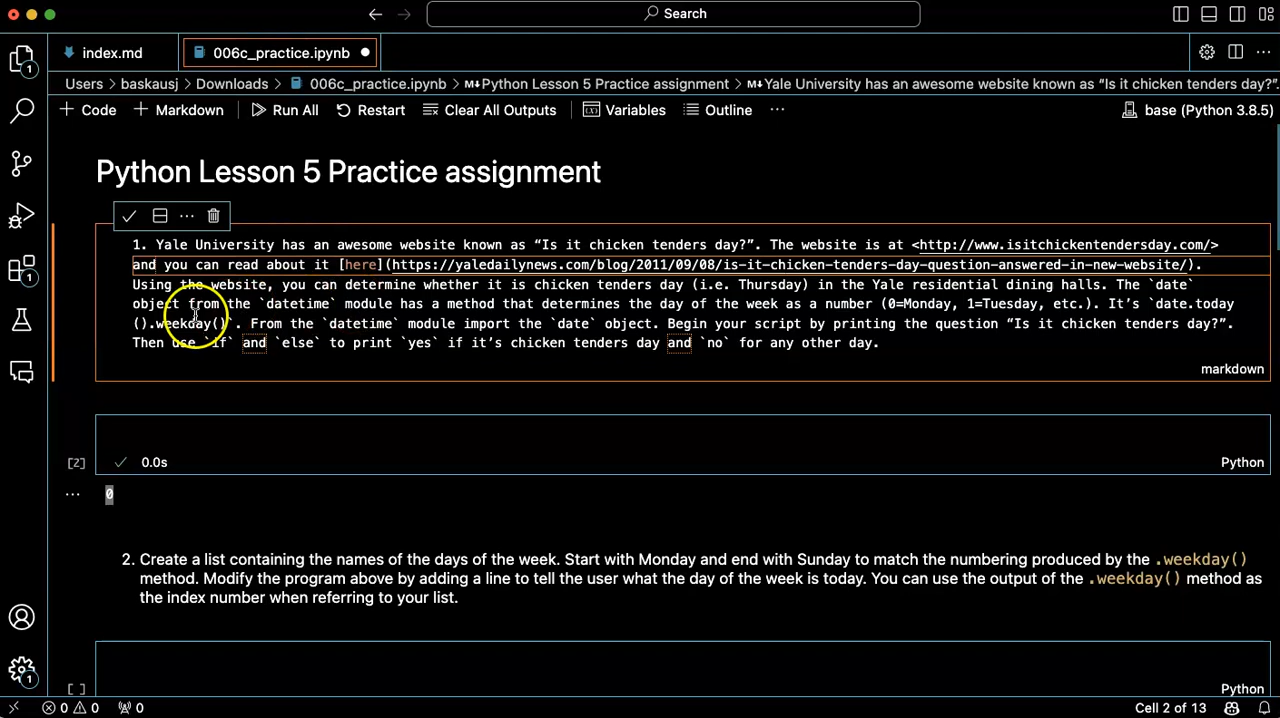 Search
index.md
006c_practice.ipynb
Users > baskausj > Downloads > 006c_practice.ipynb > M↓Python Lesson 5 Practice assignment > M↓Yale University has an awesome website known as “Is it chicken tenders day?”.
+ Code + Markdown Run All Restart Clear All Outputs Variables Outline ... base (Python 3.8.5)
Python Lesson 5 Practice assignment
1. Yale University has an awesome website known as “Is it chicken tenders day?”. The website is at <http://www.isitchickentendersday.com/>
and you can read about it [here](https://yaledailynews.com/blog/2011/09/08/is-it-chicken-tenders-day-question-answered-in-new-website/).
Using the website, you can determine whether it is chicken tenders day (i.e. Thursday) in the Yale residential dining halls. The `date`
object from the `datetime` module has a method that determines the day of the week as a number (0=Monday, 1=Tuesday, etc.). It’s `date.today
().weekday()`. From the `datetime` module import the `date` object. Begin your script by printing the question “Is it chicken tenders day?”.
Then use `if` and `else` to print `yes` if it’s chicken tenders day and `no` for any other day.
markdown
[2] 0.0s Python
... 0
2. Create a list containing the names of the days of the week. Start with Monday and end with Sunday to match the numbering produced by the .weekday()
method. Modify the program above by adding a line to tell the user what the day of the week is today. You can use the output of the .weekday() method as
the index number when referring to your list.
[ ] Python
1
1
1
0 0 0 Cell 2 of 13